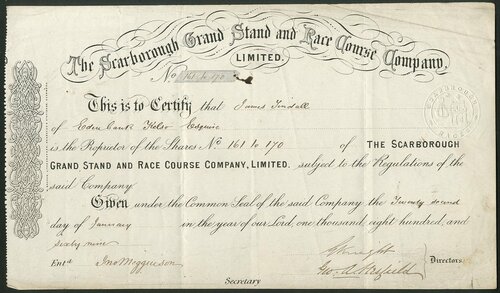 The Scarborough Grand Stand and Race Course Company,
LIMITED.
No 161 to 170
This is to Certify that James Tindall
of Eden Bank Kelso Esquire
is the Proprietor of the Shares No 161 to 170 of THE SCARBOROUGH
GRAND STAND AND RACE COURSE COMPANY, LIMITED. subject to the Regulations of the
said Company
Given under the Common Seal of the said Company the Twenty second
day of January in the year of our Lord, one thousand, eight hundred, and
sixty nine
Entd
Directors
Secretary